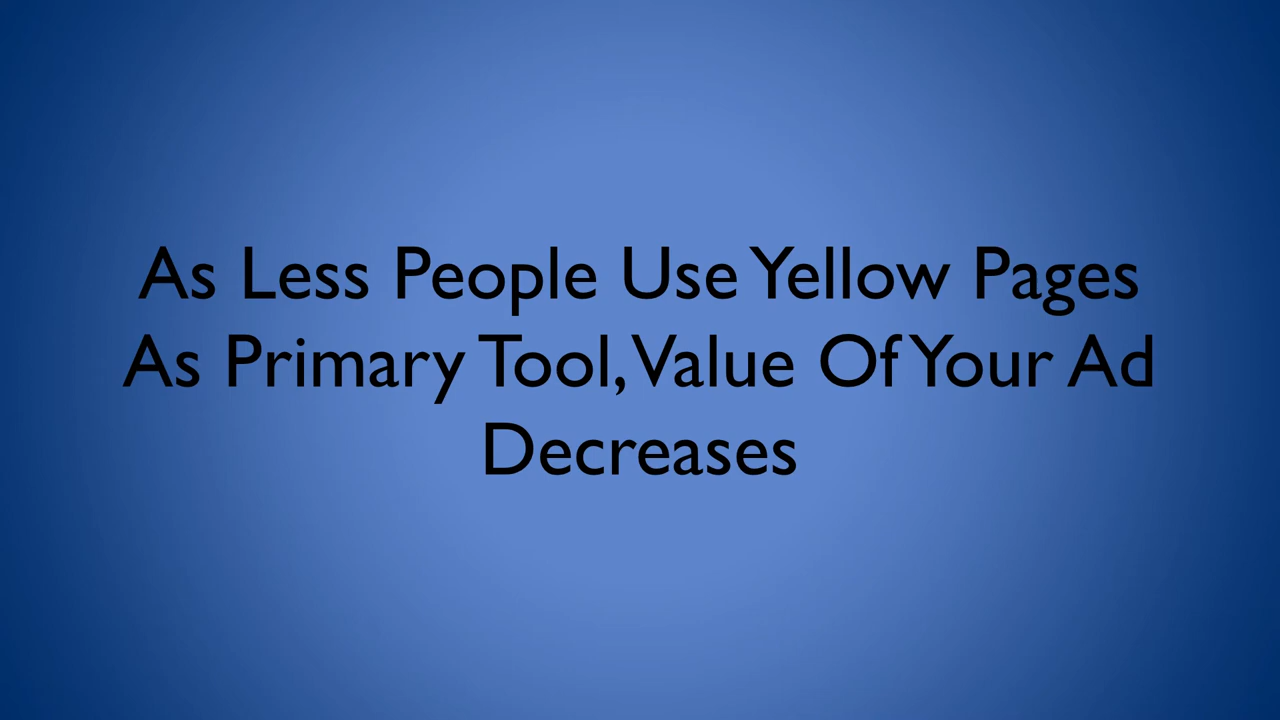 As Less People Use Yellow Pages
As Primary Tool, Value Of Your Ad
Decreases